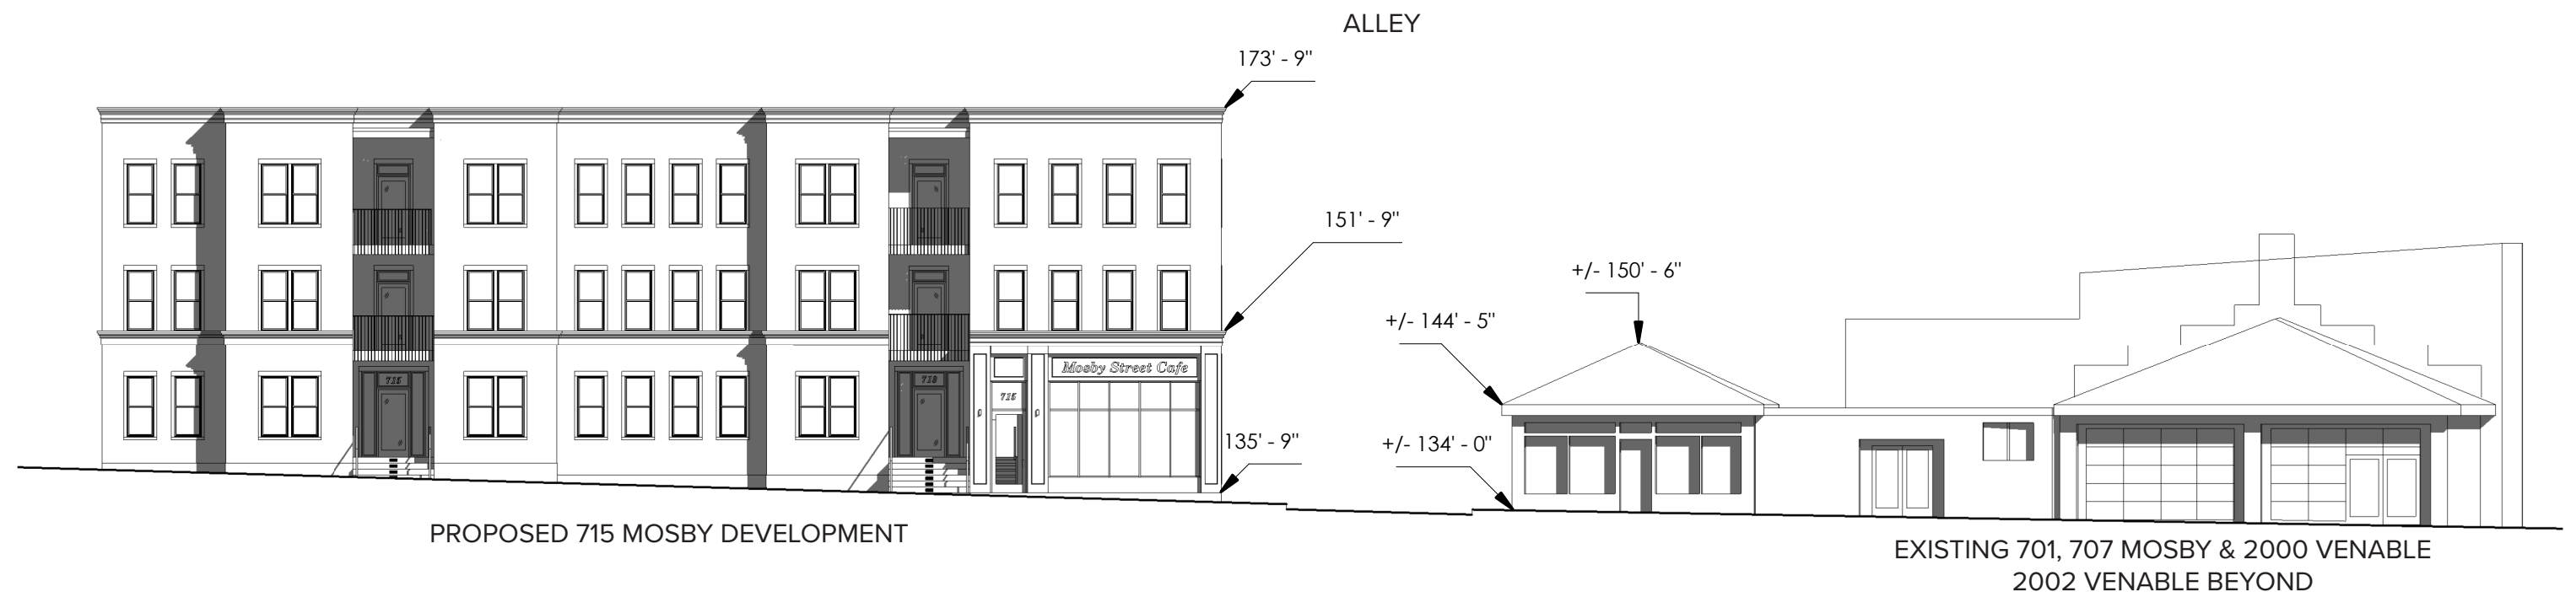 ALLEY
173' - 9"
151' - 9"
+/- 150' - 6"
+/- 144' - 5"
135' - 9"
+/- 134' - 0"
715
719
Mosby Street Cafe
715
PROPOSED 715 MOSBY DEVELOPMENT
EXISTING 701, 707 MOSBY & 2000 VENABLE
2002 VENABLE BEYOND